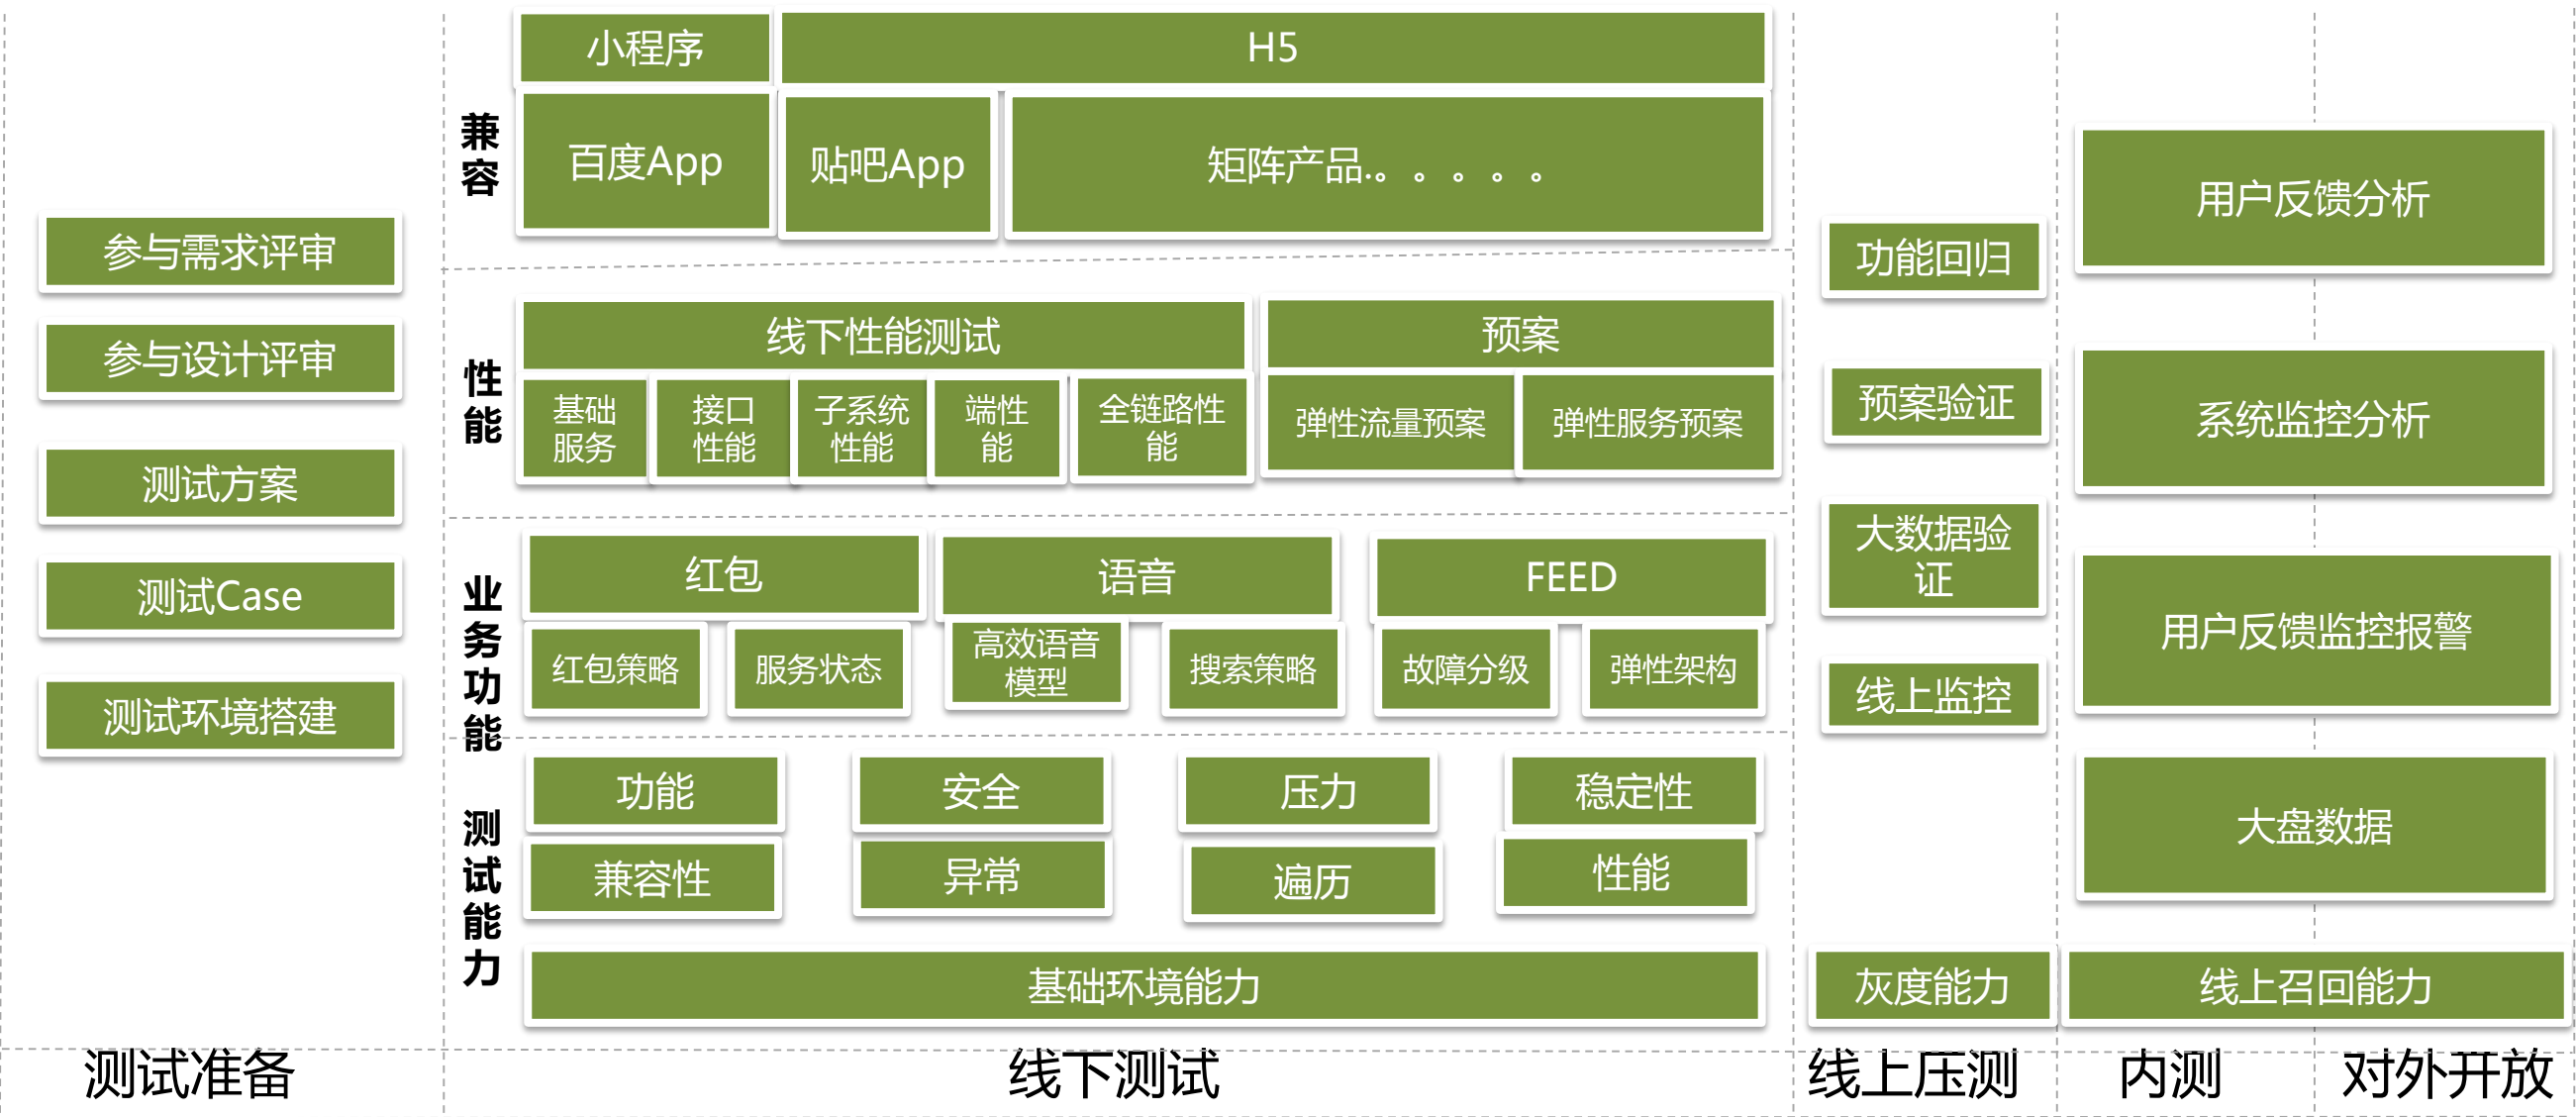 参与需求评审
参与设计评审
测试方案
测试Case
测试环境搭建
测试准备
兼
容
小程序
H5
百度App
贴吧App
矩阵产品.。。。。。
性
能
线下性能测试
预案
基础
服务
接口
性能
子系统
性能
端性
能
全链路性
能
弹性流量预案
弹性服务预案
业
务
功
能
红包
语音
FEED
红包策略
服务状态
高效语音
模型
搜索策略
故障分级
弹性架构
测
试
能
力
功能
安全
压力
稳定性
兼容性
异常
遍历
性能
基础环境能力
线下测试
功能回归
预案验证
大数据验
证
线上监控
灰度能力
线上压测
用户反馈分析
系统监控分析
用户反馈监控报警
大盘数据
线上召回能力
内测
对外开放